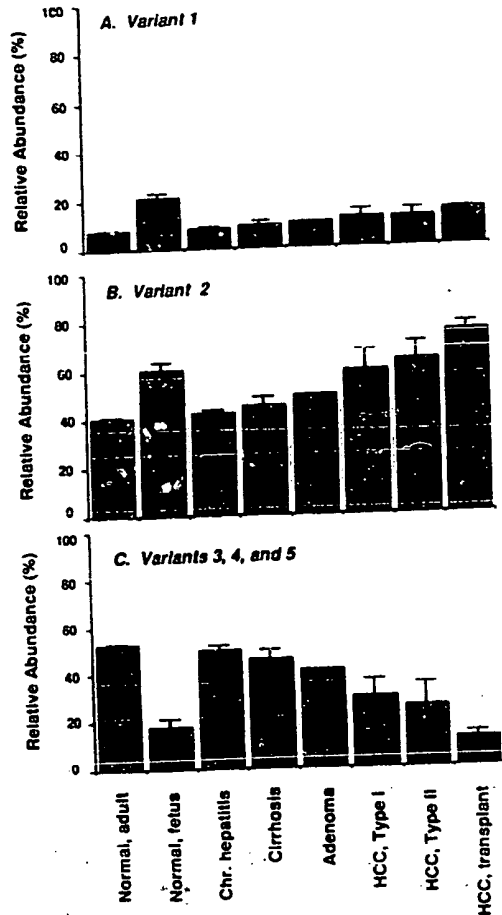 A. Variant 1
Relative Abundance (%)
100
80
60
40
20
0
B. Variant 2
Relative Abundance (%)
100
80
60
40
20
0
C. Variants 3, 4, and 5
Relative Abundance (%)
100
80
60
40
20
0
Normal, adult
Normal, fetus
Chr. hepatitis
Cirrhosis
Adenoma
HCC, Type I
HCC, Type II
HCC, transplant